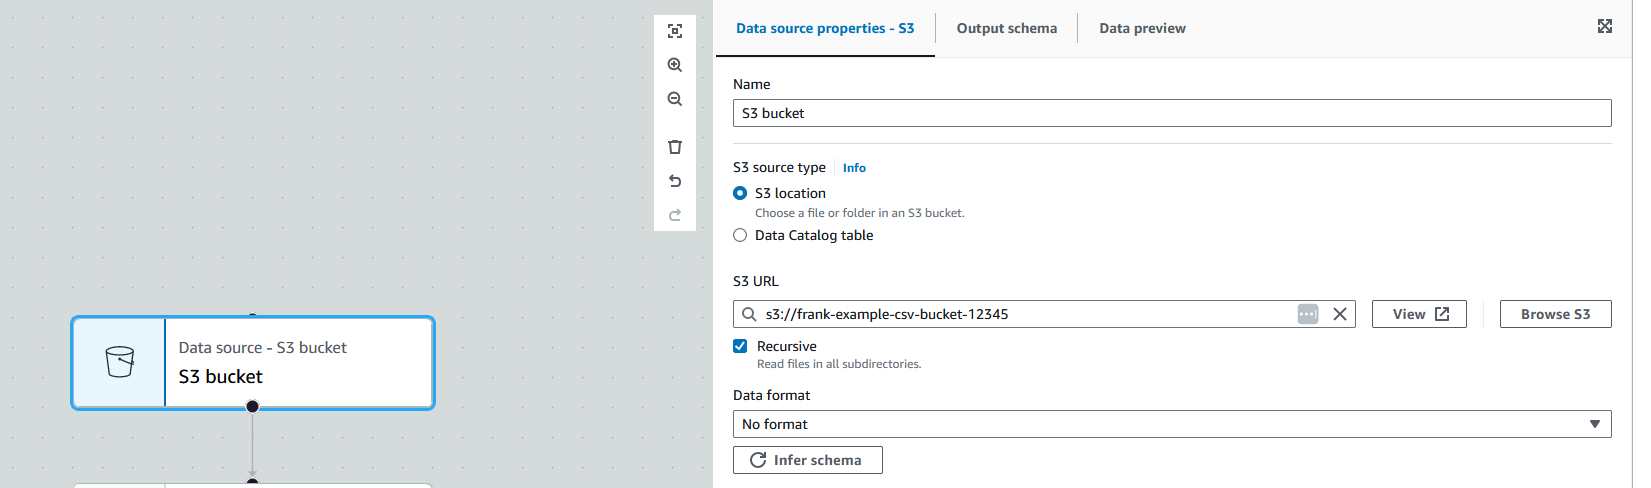 Data source properties - S3
Output schema
Data preview
Name
S3 bucket
S3 source type
Info
S3 location
Choose a file or folder in an S3 bucket.
Data Catalog table
S3 URL
s3://frank-example-csv-bucket-12345
View
Browse S3
Recursive
Read files in all subdirectories.
Data format
No format
Infer schema
Data source - S3 bucket
S3 bucket